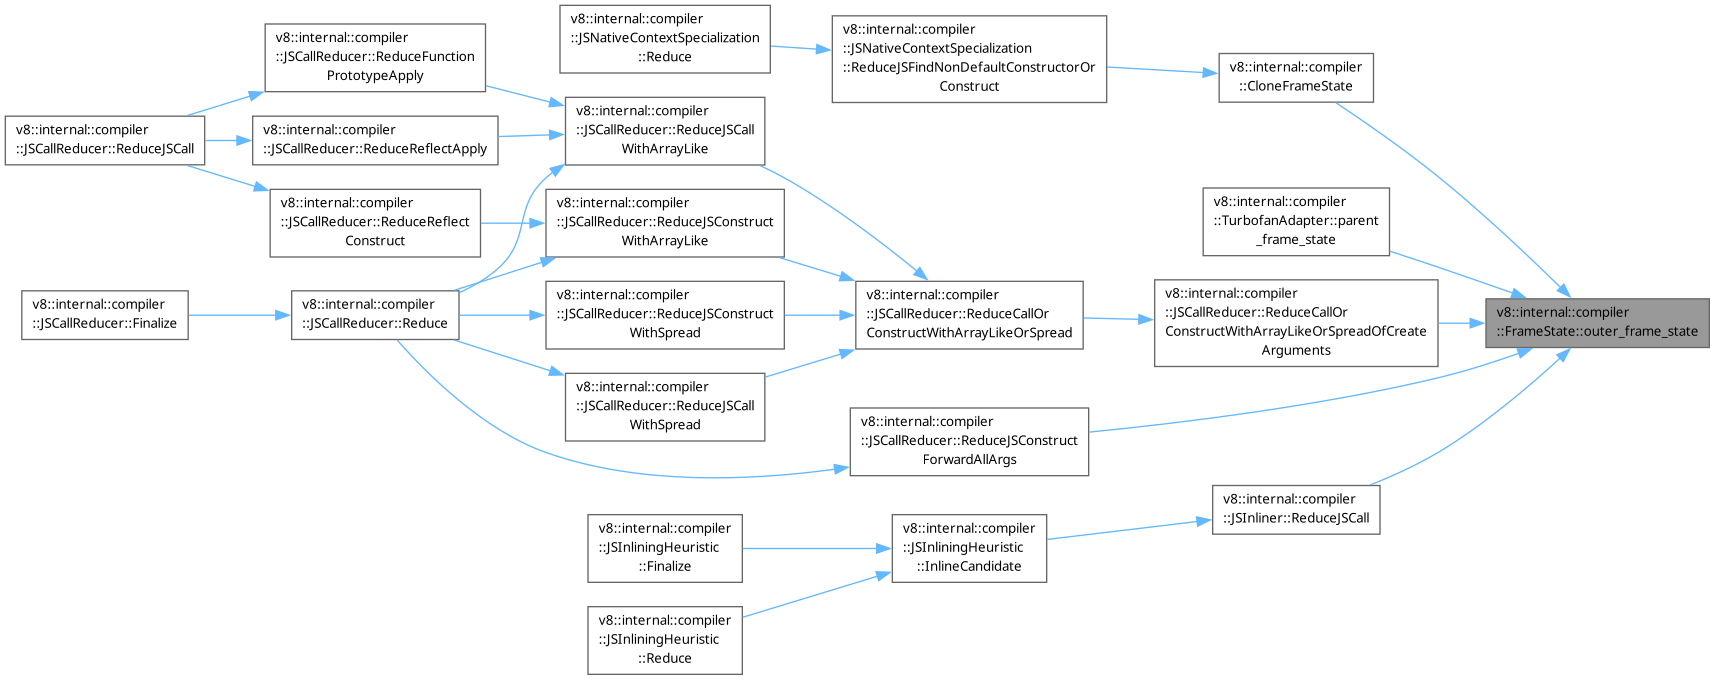 v8::internal::compiler
::JSCallReducer::ReduceFunction
PrototypeApply
v8::internal::compiler
::JSNativeContextSpecialization
::Reduce
v8::internal::compiler
::JSNativeContextSpecialization
::ReduceJSFindNonDefaultConstructorOr
Construct
v8::internal::compiler
::CloneFrameState
v8::internal::compiler
::JSCallReducer::ReduceJSCall
v8::internal::compiler
::JSCallReducer::ReduceReflectApply
v8::internal::compiler
::JSCallReducer::ReduceJSCall
WithArrayLike
v8::internal::compiler
::JSCallReducer::ReduceReflect
Construct
v8::internal::compiler
::JSCallReducer::ReduceJSConstruct
WithArrayLike
v8::internal::compiler
::TurbofanAdapter::parent
_frame_state
v8::internal::compiler
::JSCallReducer::Finalize
v8::internal::compiler
::JSCallReducer::Reduce
v8::internal::compiler
::JSCallReducer::ReduceJSConstruct
WithSpread
v8::internal::compiler
::JSCallReducer::ReduceCallOr
ConstructWithArrayLikeOrSpread
v8::internal::compiler
::JSCallReducer::ReduceCallOr
ConstructWithArrayLikeOrSpreadOfCreate
Arguments
v8::internal::compiler
::FrameState::outer_frame_state
v8::internal::compiler
::JSCallReducer::ReduceJSCall
WithSpread
v8::internal::compiler
::JSCallReducer::ReduceJSConstruct
ForwardAllArgs
v8::internal::compiler
::JSInliner::ReduceJSCall
v8::internal::compiler
::JSInliningHeuristic
::Finalize
v8::internal::compiler
::JSInliningHeuristic
::InlineCandidate
v8::internal::compiler
::JSInliningHeuristic
::Reduce